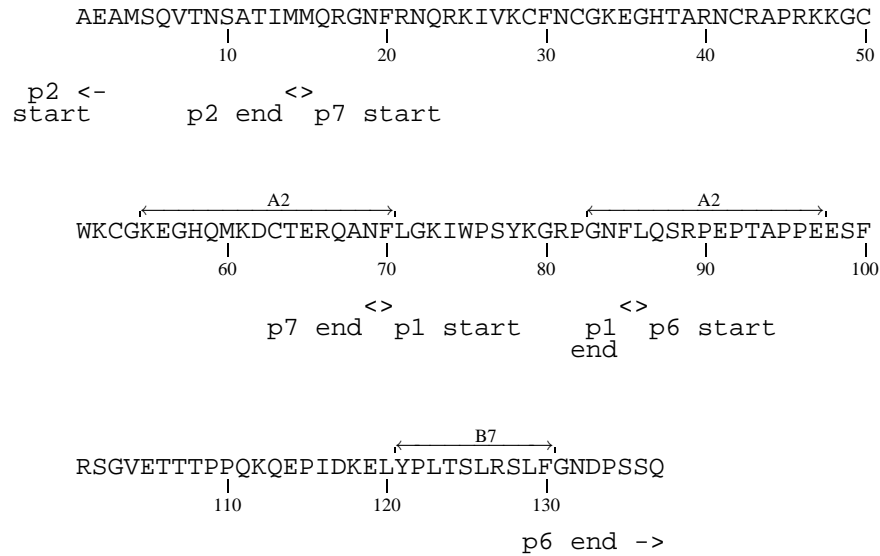 AEAMSQVTNSATIMMQRGNFRNQRKIVKCFNCGKEGHTARNCRAPRKKGC
10 20 30 40 50
p2 <- <>
start p2 end p7 start
A2 A2
WKCGKEGHQMKDCTERQANFLGKIWPSYKGRPGNFLQSRPEPTAPPEESF
60 70 80 90 100
<> <>
p7 end p1 start p1 p6 start
end
B7
RSGVETTTPPQKQEPIDKELYPLTSLRSLFGNDPSSQ
110 120 130
p6 end ->